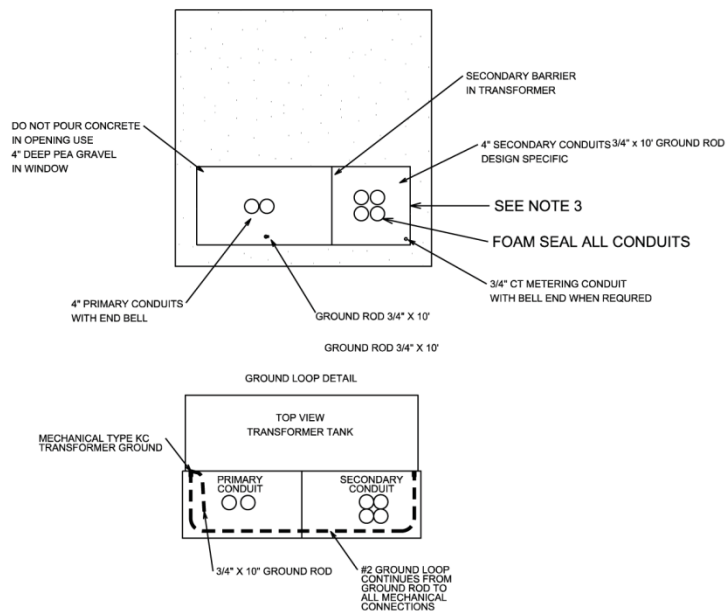 SECONDARY BARRIER
IN TRANSFORMER
DO NOT POUR CONCRETE
IN OPENING USE
4" DEEP PEA GRAVEL
IN WINDOW
4" SECONDARY CONDUITS 3/4" x 10' GROUND ROD
DESIGN SPECIFIC
SEE NOTE 3
FOAM SEAL ALL CONDUITS
3/4" CT METERING CONDUIT
WITH BELL END WHEN REQURED
4" PRIMARY CONDUITS
WITH END BELL
GROUND ROD 3/4" X 10'
GROUND ROD 3/4" X 10'
GROUND LOOP DETAIL
TOP VIEW
TRANSFORMER TANK
MECHANICAL TYPE KC
TRANSFORMER GROUND
PRIMARY
CONDUIT
SECONDARY
CONDUIT
3/4" X 10" GROUND ROD
#2 GROUND LOOP
CONTINUES FROM
GROUND ROD TO
ALL MECHANICAL
CONNECTIONS